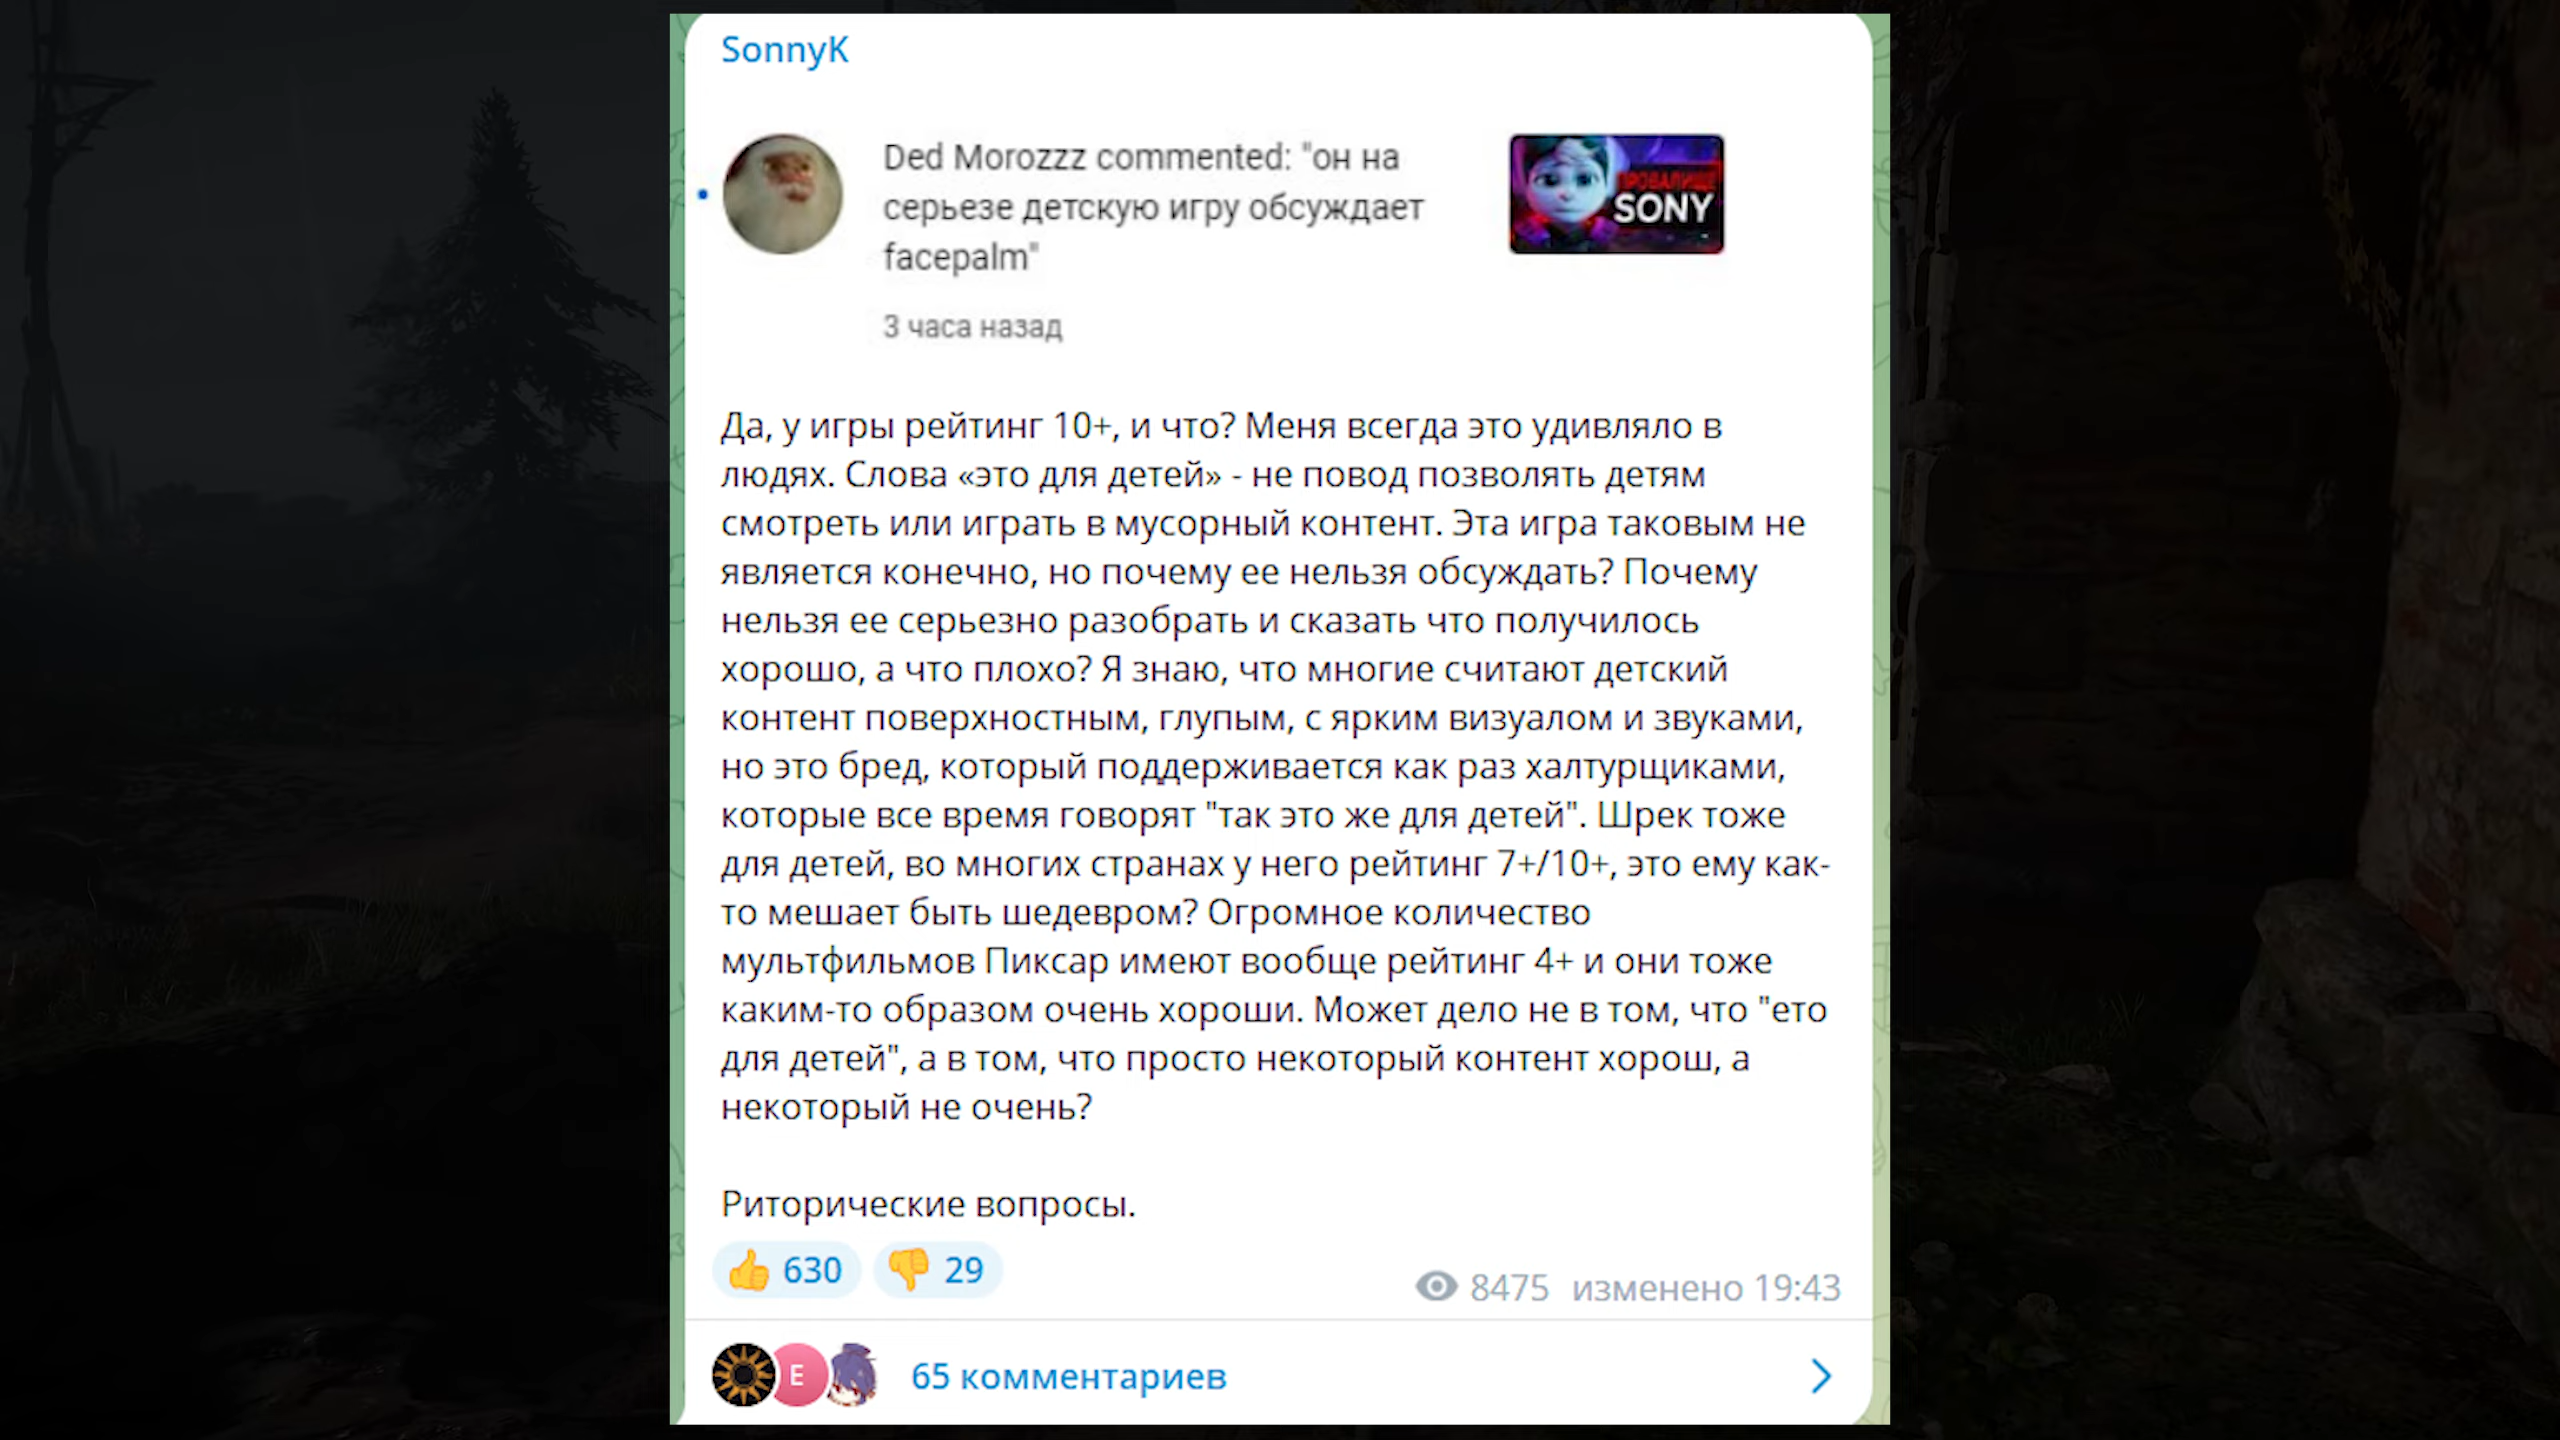 SonnyK
Ded Morozzz commented: "он на
серьезе детскую игру обсуждает
facepalm"
ПРОВАЛИЩЕ
SONY
3 часа назад
Да, у игры рейтинг 10+, и что? Меня всегда это удивляло в
людях. Слова «это для детей» - не повод позволять детям
смотреть или играть в мусорный контент. Эта игра таковым не
является конечно, но почему ее нельзя обсуждать? Почему
нельзя ее серьезно разобрать и сказать что получилось
хорошо, а что плохо? Я знаю, что многие считают детский
контент поверхностным, глупым, с ярким визуалом и звуками,
но это бред, который поддерживается как раз халтурщиками,
которые все время говорят "так это же для детей". Шрек тоже
для детей, во многих странах у него рейтинг 7+/10+, это ему как-
то мешает быть шедевром? Огромное количество
мультфильмов Пиксар имеют вообще рейтинг 4+ и они тоже
каким-то образом очень хороши. Может дело не в том, что "ето
для детей", а в том, что просто некоторый контент хорош, а
некоторый не очень?
Риторические вопросы.
630
29
8475 изменено 19:43
E
65 комментариев